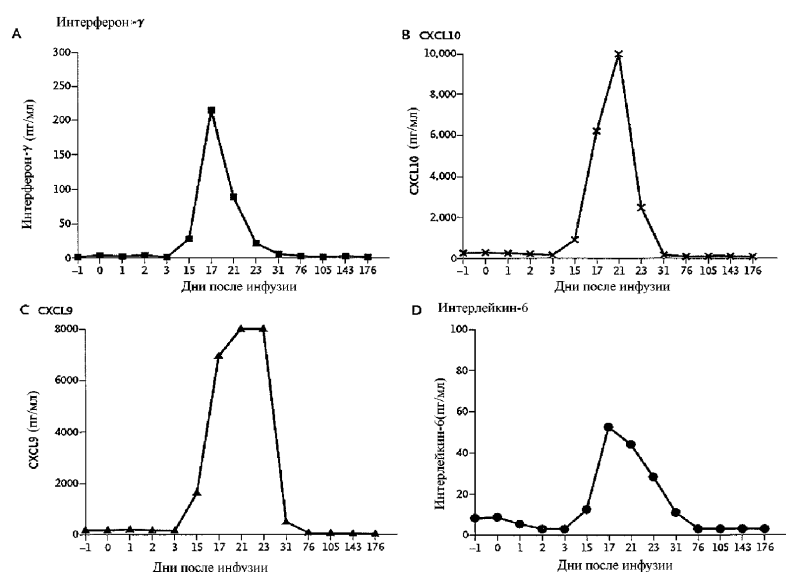 A Интерферон-γ
300
250
200
150
100
50
0
Интерферон-γ (пг/мл)
-1 0 1 2 3 15 17 21 23 31 76 105 143 176
Дни после инфузии
B CXCL10
10,000
8,000
6,000
4,000
2,000
0
CXCL10 (пг/мл)
-1 0 1 2 3 15 17 21 23 31 76 105 143 176
Дни после инфузии
C CXCL9
8000
6000
4000
2000
0
CXCL9 (пг/мл)
-1 0 1 2 3 15 17 21 23 31 76 105 143 176
Дни после инфузии
D Интерлейкин-6
100
80
60
40
20
0
Интерлейкин-6(пг/мл)
-1 0 1 2 3 15 17 21 23 31 76 105 143 176
Дни после инфузии